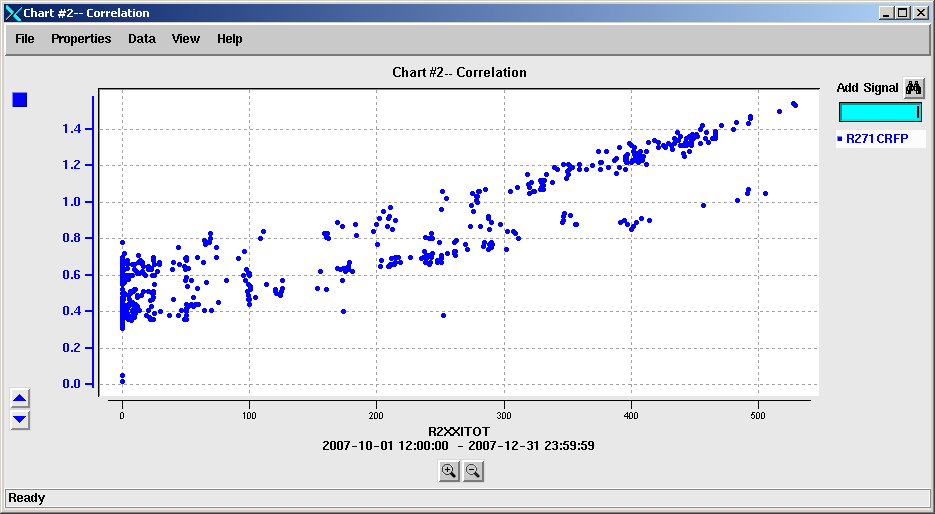 Chart #2-- Correlation
File Properties Data View Help
Chart #2-- Correlation
Add Signal
R271CRFP
1.4
1.2
1.0
0.8
0.6
0.4
0.2
0.0
0 100 200 300 400 500
R2XXITOT
2007-10-01 12:00:00 - 2007-12-31 23:59:59
Ready